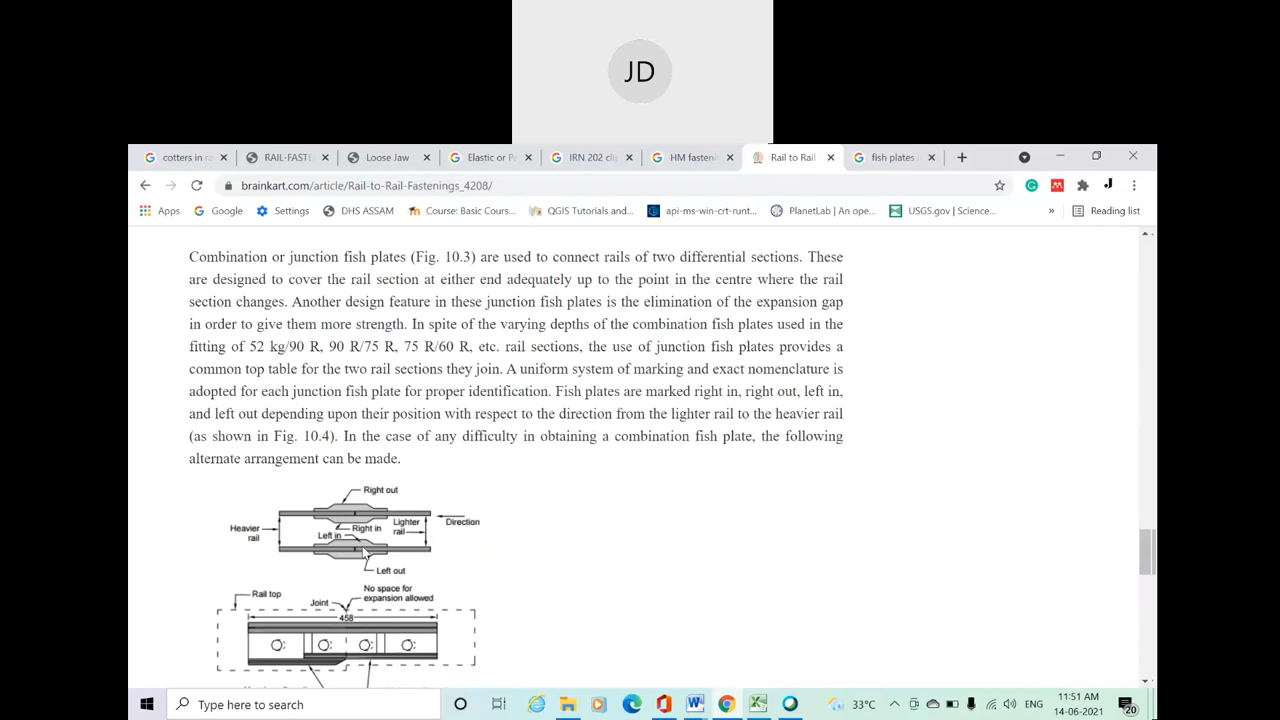 JD
cotters in ra
RAIL-FASTE
Loose Jaw
Elastic or P
IRN 202 cli
HM fasteni
Rail to Rail
fish plates
brainkart.com/article/Rail-to-Rail-Fastenings_4208/
Apps Google Settings DHS ASSAM Course: Basic Cours... QGIS Tutorials and... api-ms-win-crt-runt... PlanetLab | An ope... USGS.gov | Science... » Reading list
Combination or junction fish plates (Fig. 10.3) are used to connect rails of two differential sections. These
are designed to cover the rail section at either end adequately up to the point in the centre where the rail
section changes. Another design feature in these junction fish plates is the elimination of the expansion gap
in order to give them more strength. In spite of the varying depths of the combination fish plates used in the
fitting of 52 kg/90 R, 90 R/75 R, 75 R/60 R, etc. rail sections, the use of junction fish plates provides a
common top table for the two rail sections they join. A uniform system of marking and exact nomenclature is
adopted for each junction fish plate for proper identification. Fish plates are marked right in, right out, left in,
and left out depending upon their position with respect to the direction from the lighter rail to the heavier rail
(as shown in Fig. 10.4). In the case of any difficulty in obtaining a combination fish plate, the following
alternate arrangement can be made.
Right out
Heavier
rail
Right in
Left in
Lighter
rail
Direction
Left out
Rail top
Joint
No space for
expansion allowed
458
Type here to search
33°C
ENG
11:51 AM
14-06-2021
20